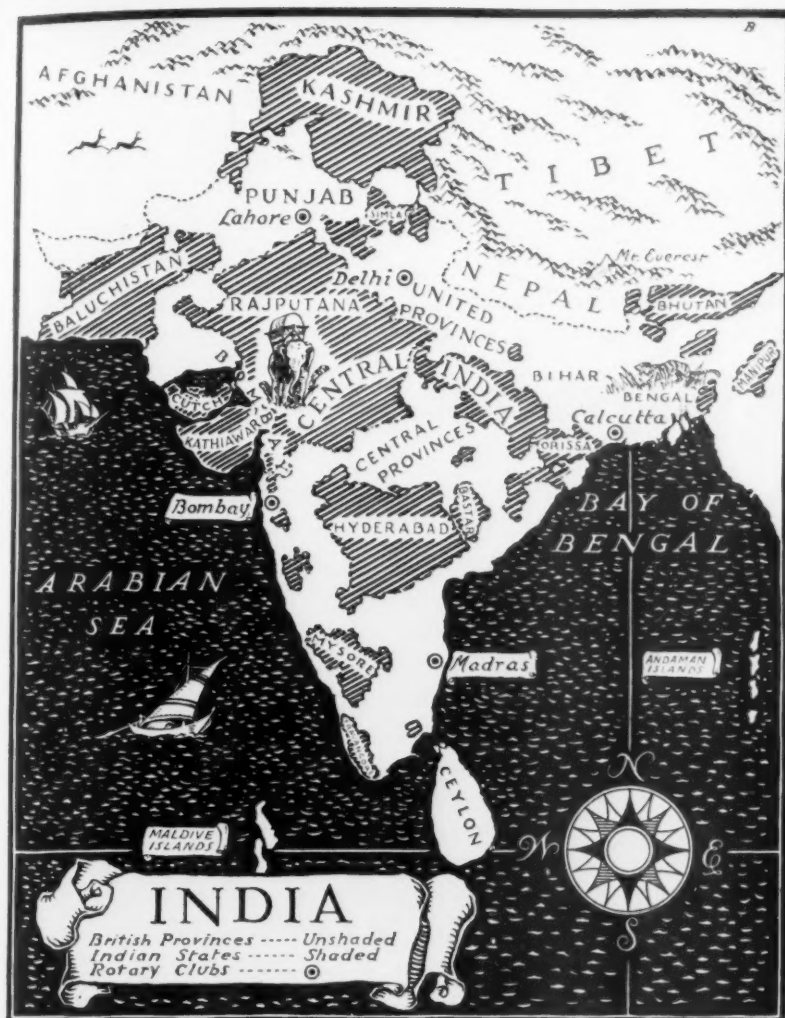 B
AFGHANISTAN
KASHMIR
TIBET
PUNJAB
Lahore
SIMLA
BALUCHISTAN
Delhi
NEPAL
Mt. Everest
RAJPUTANA
UNITED
PROVINCES
BHUTAN
CUTCH
BOMBAY
CENTRAL INDIA
BIHAR
BENGAL
MANIPUR
KATHIAWAR
Calcutta
CENTRAL
PROVINCES
ORISSA
Bombay
HYDERABAD
BASTAR
BAY OF
BENGAL
ARABIAN
SEA
MYSORE
Madras
ANDAMAN
ISLANDS
CEYLON
MALDIVE
ISLANDS
N
W
E
S
INDIA
British Provinces ---- Unshaded
Indian States ------ Shaded
Rotary Clubs ------